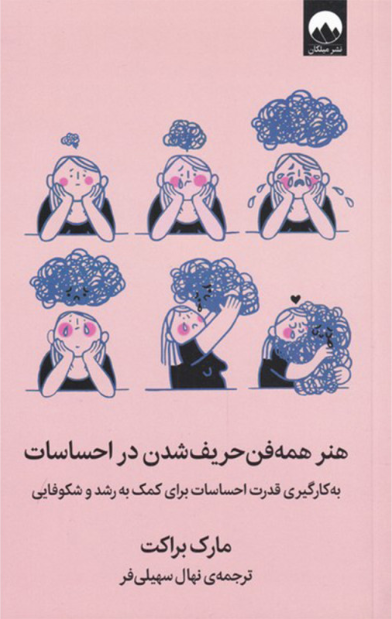 نشر میلکان
هنر همه‌فن‌حریف‌شدن در احساسات
به‌کارگیری قدرت احساسات برای کمک به رشد و شکوفایی
مارک براکت
ترجمه‌ی نهال سهیلی‌فر